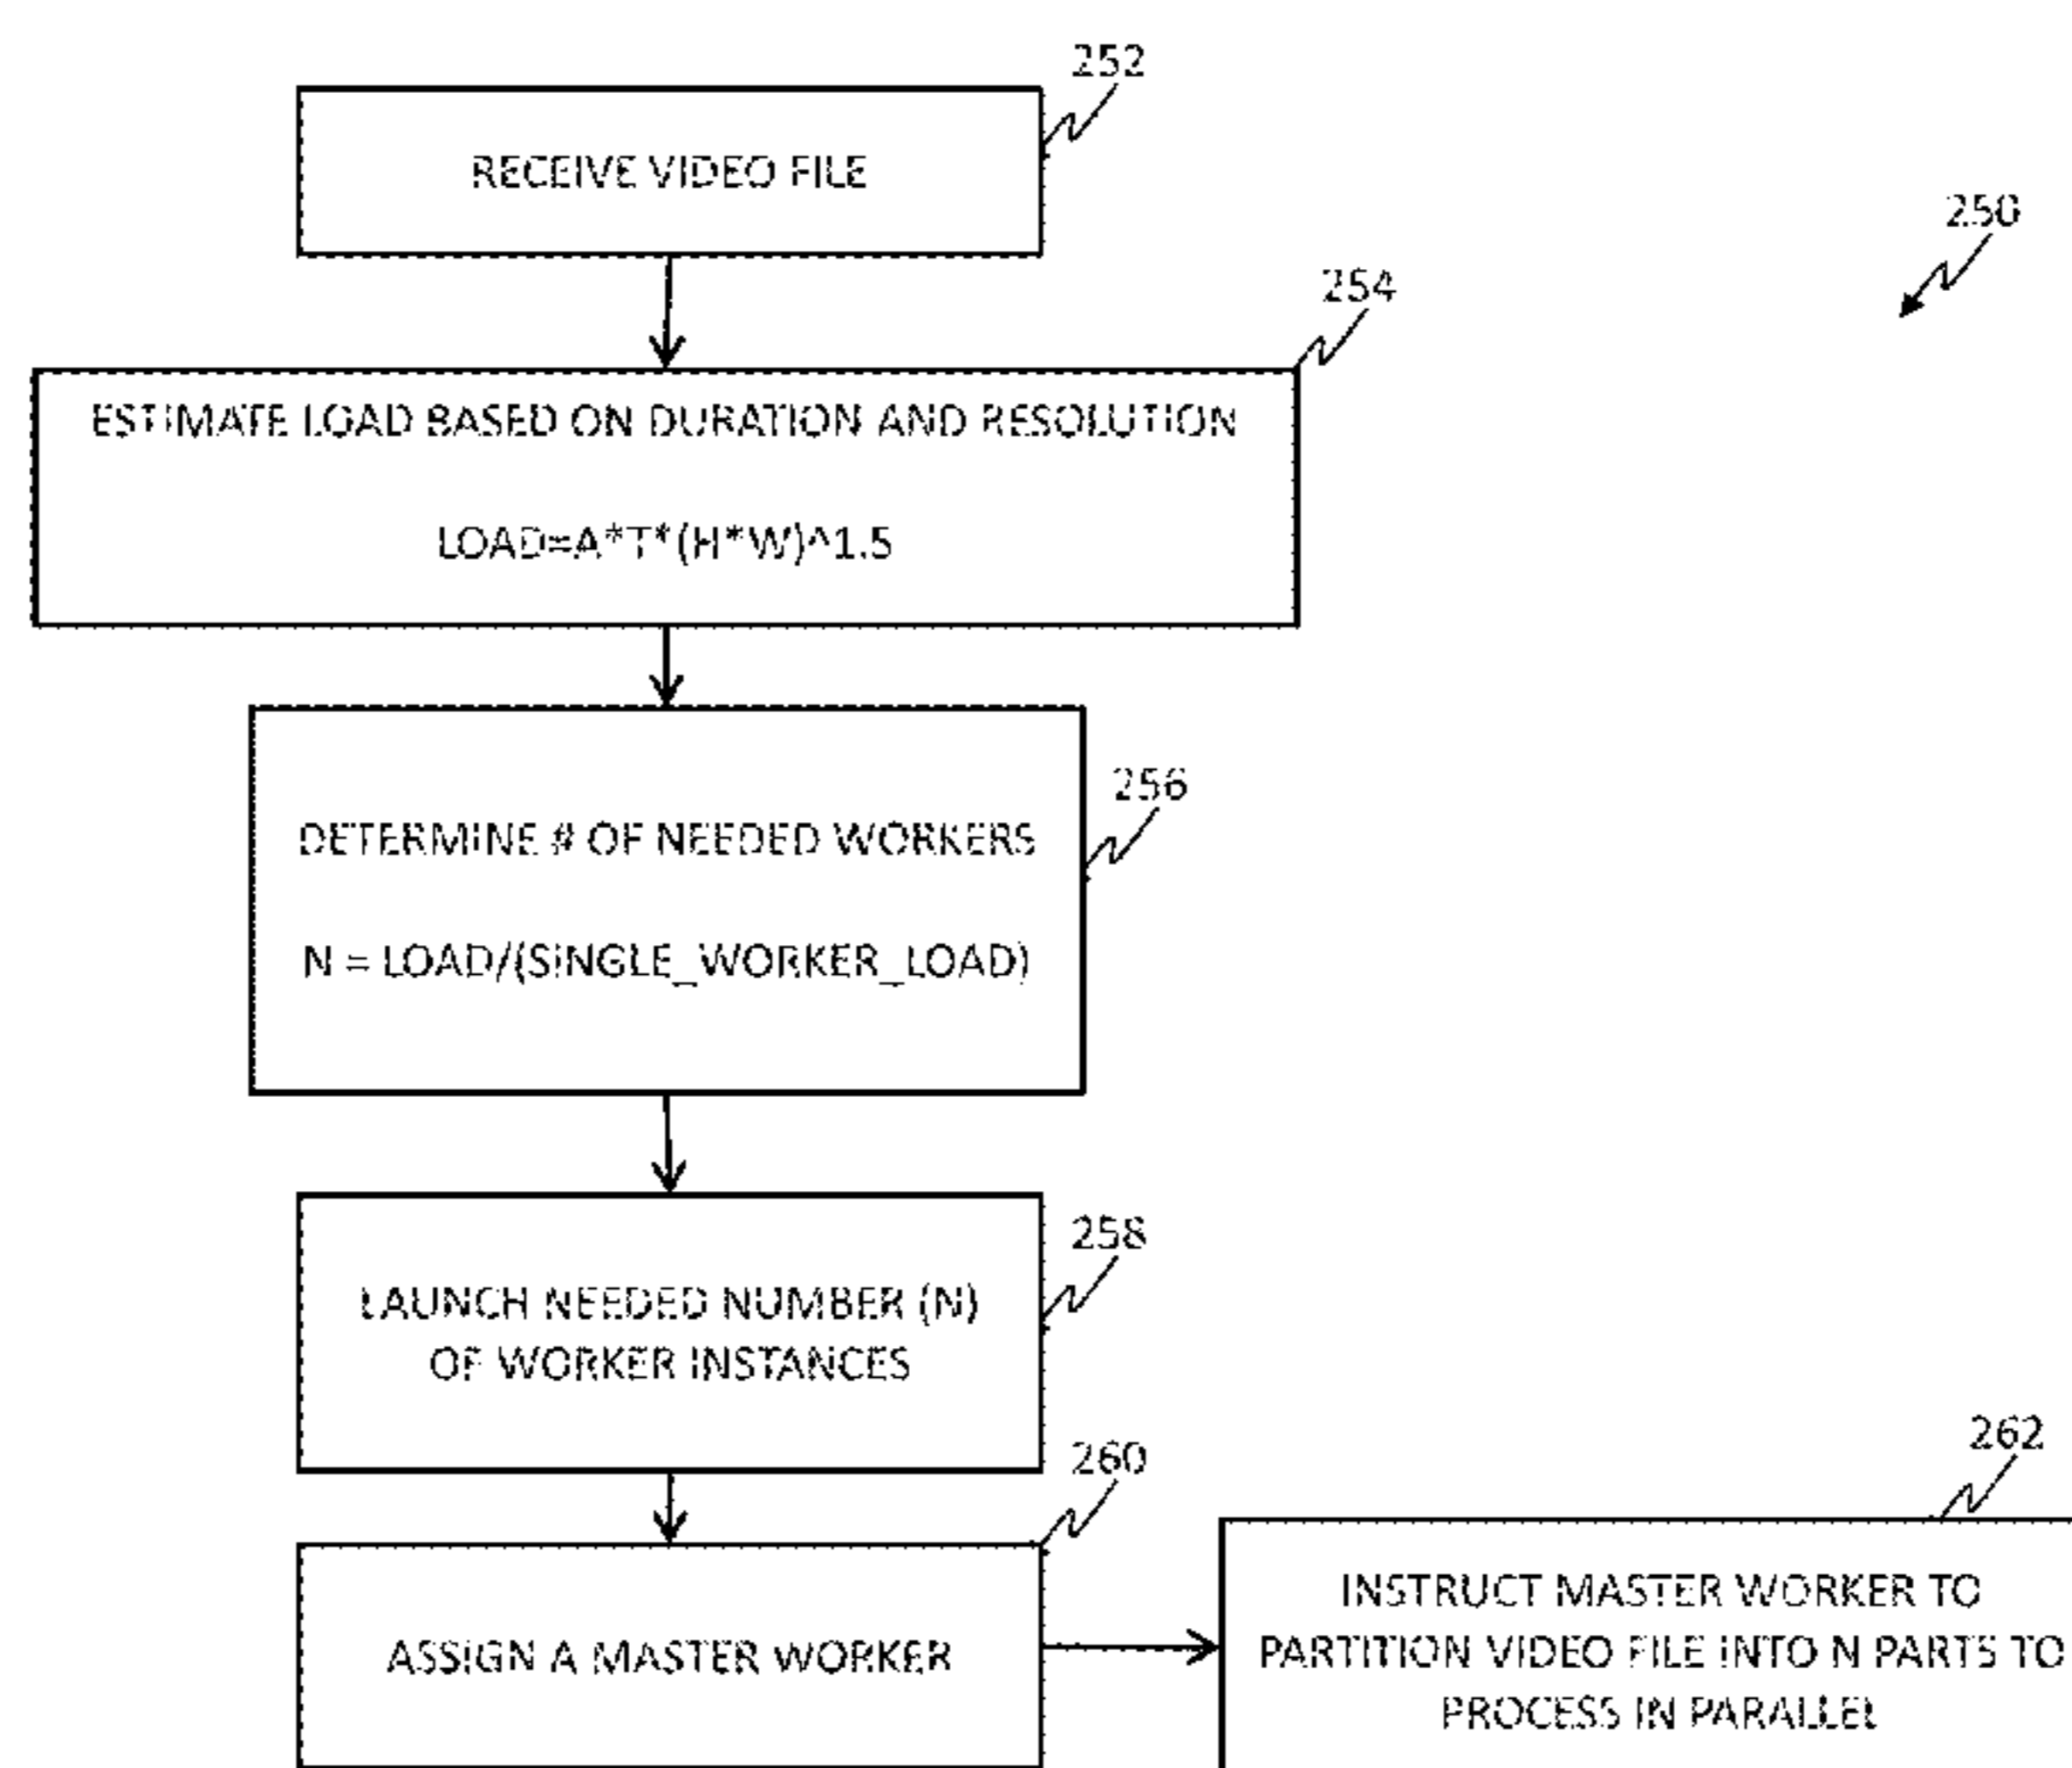 252
RECEIVE VIDEO FILE
250
254
ESTIMATE LOAD BASED ON DURATION AND RESOLUTION
LOAD=A*T*(H*W)^1.5
256
DETERMINE # OF NEEDED WORKERS
N = LOAD/(SINGLE_WORKER_LOAD)
258
LAUNCH NEEDED NUMBER (N)
OF WORKER INSTANCES
260
ASSIGN A MASTER WORKER
262
INSTRUCT MASTER WORKER TO
PARTITION VIDEO FILE INTO N PARTS TO
PROCESS IN PARALLEL